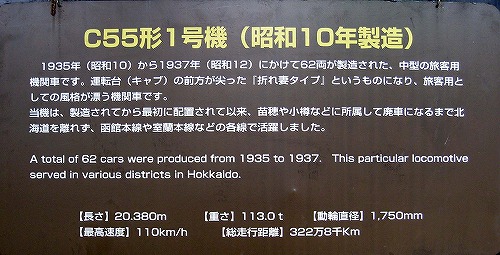 C55形1号機（昭和10年製造）
1935年（昭和10）から1937年（昭和12）にかけて62両が製造された、中型の旅客用
機関車です。運転台（キャブ）の前方が尖った「折れ妻タイプ」というものになり、旅客用と
しての風格が漂う機関車です。
当機は、製造されてから最初に配置されて以来、苗穂や小樽などに所属して廃車になるまで北
海道を離れず、函館本線や室蘭本線などの各線で活躍しました。
A total of 62 cars were produced from 1935 to 1937. This particular locomotive
served in various districts in Hokkaido.
【長さ】20.380m 【重さ】113.0t 【動輪直径】1,750mm
【最高速度】110km/h 【総走行距離】322万8千Km